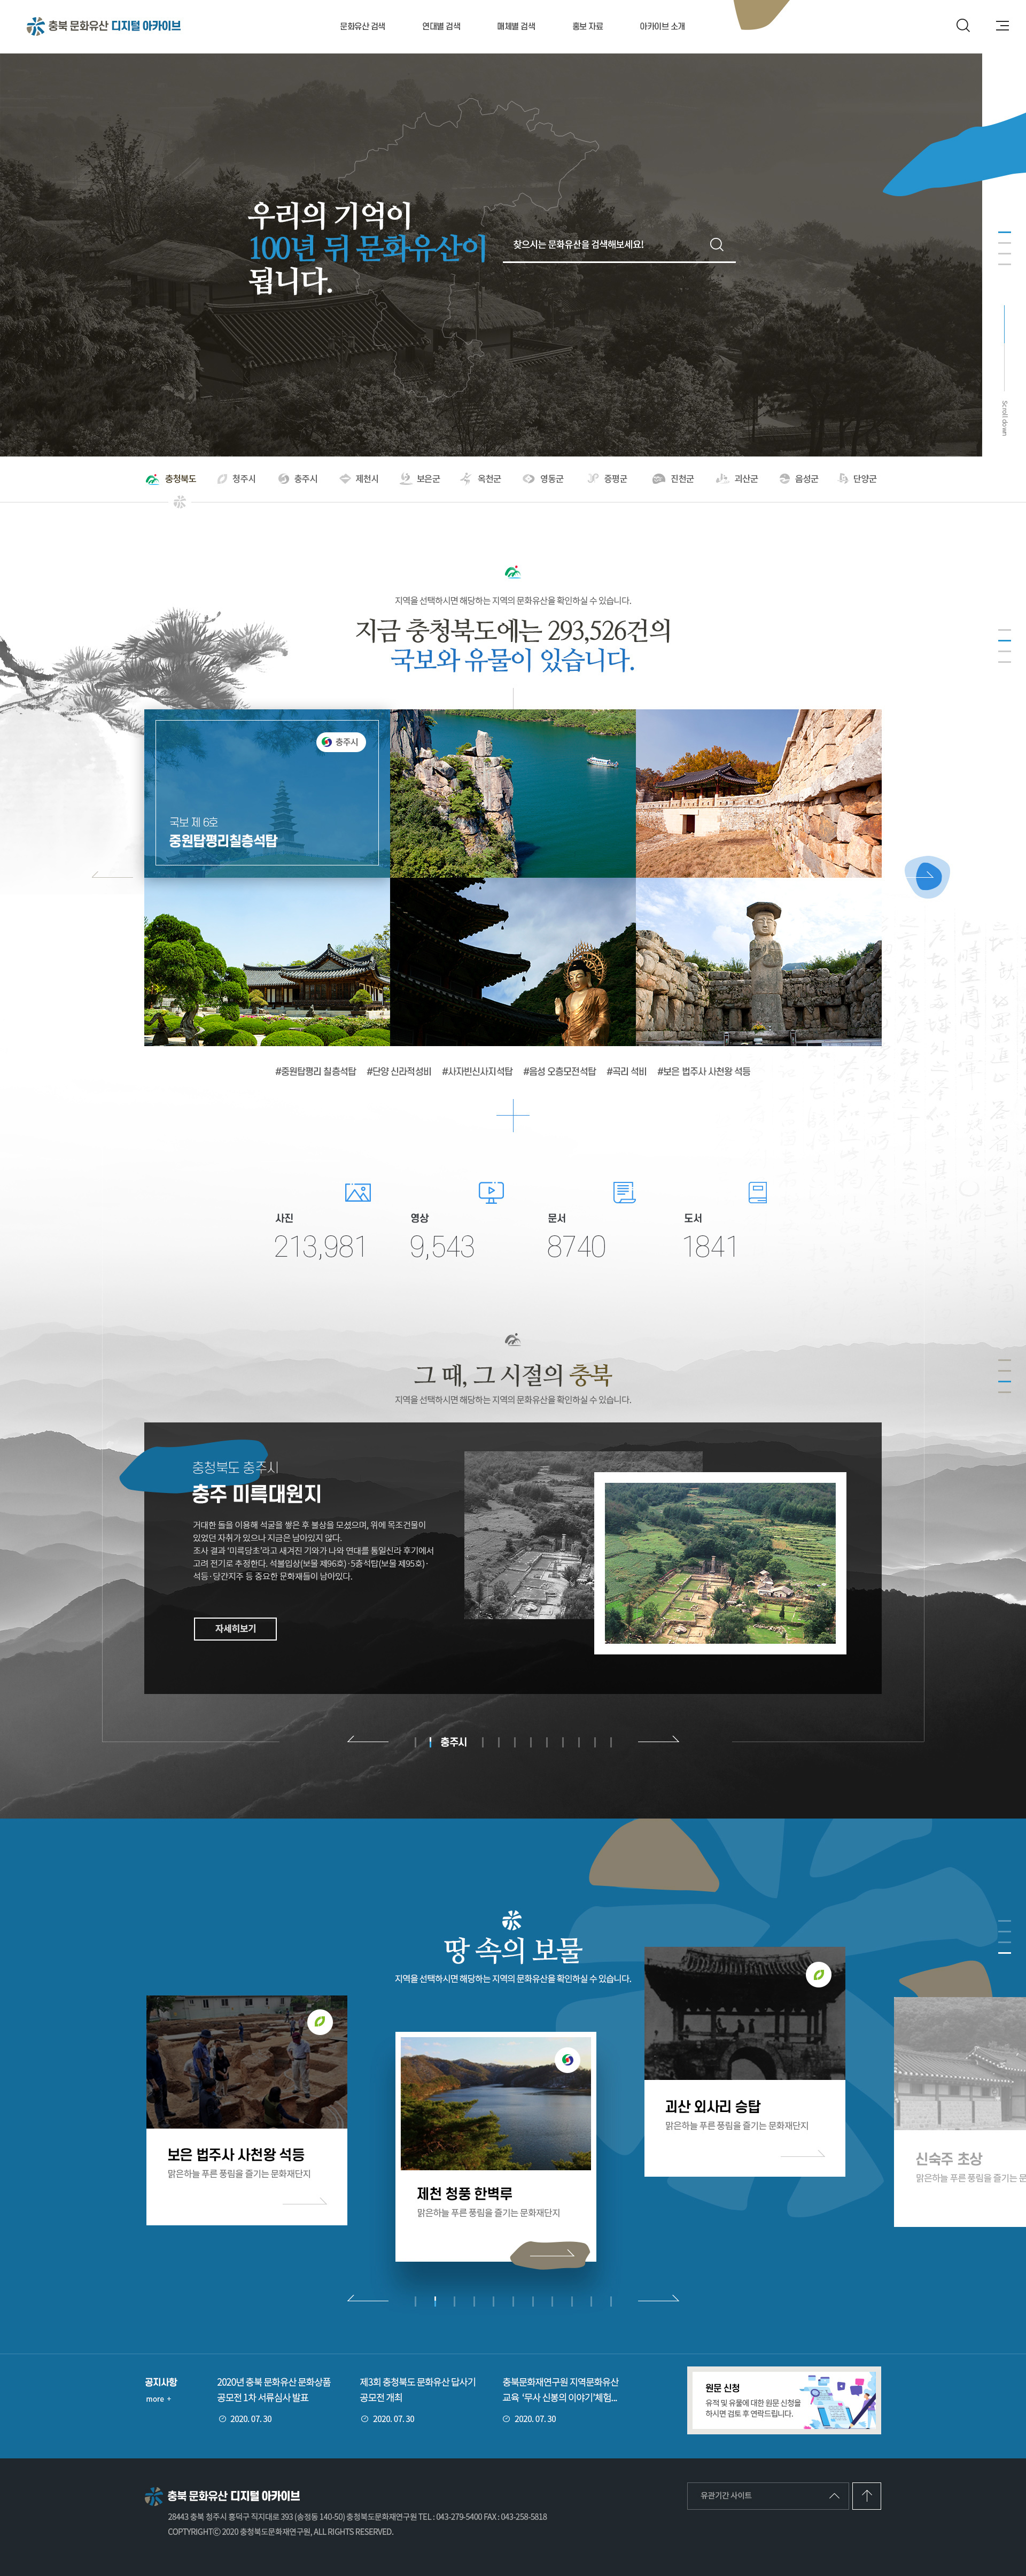 충북 문화유산 디지털 아카이브
문화유산 검색
연대별 검색
매체별 검색
홍보 자료
아카이브 소개
우리의 기억이
100년 뒤 문화유산이
됩니다.
찾으시는 문화유산을 검색해보세요!
Scroll down
충청북도
청주시
충주시
제천시
보은군
옥천군
영동군
증평군
진천군
괴산군
음성군
단양군
지역을 선택하시면 해당하는 지역의 문화유산을 확인하실 수 있습니다.
지금 충청북도에는 293,526건의
국보와 유물이 있습니다.
충주시
국보 제 6호
중원탑평리칠층석탑
#중원탑평리 칠층석탑 #단양 신라적성비 #사자빈신사지석탑 #음성 오층모전석탑 #곡리 석비 #보은 법주사 사천왕 석등
사진
213,981
영상
9,543
문서
8740
도서
1841
그 때, 그 시절의 충북
지역을 선택하시면 해당하는 지역의 문화유산을 확인하실 수 있습니다.
충청북도 충주시
충주 미륵대원지
거대한 돌을 이용해 석굴을 쌓은 후 불상을 모셨으며, 위에 목조건물이
있었던 자취가 있으나 지금은 남아있지 않다.
조사 결과 '미륵당초'라고 새겨진 기와가 나와 연대를 통일신라 후기에서
고려 전기로 추정한다. 석불입상(보물 제96호)·5층석탑(보물 제95호)·
석등·당간지주 등 중요한 문화재들이 남아있다.
자세히보기
충주시
땅 속의 보물
지역을 선택하시면 해당하는 지역의 문화유산을 확인하실 수 있습니다.
보은 법주사 사천왕 석등
맑은하늘 푸른 풍림을 즐기는 문화재단지
제천 청풍 한벽루
맑은하늘 푸른 풍림을 즐기는 문화재단지
괴산 외사리 승탑
맑은하늘 푸른 풍림을 즐기는 문화재단지
신숙주 초상
맑은하늘 푸른 풍림을 즐기는 문
공지사항
more +
2020년 충북 문화유산 문화상품
공모전 1차 서류심사 발표
2020. 07. 30
제3회 충청북도 문화유산 답사기
공모전 개최
2020. 07. 30
충북문화재연구원 지역문화유산
교육 '무사 신봉의 이야기'체험...
2020. 07. 30
원문 신청
유적 및 유물에 대한 원문 신청을
하시면 검토 후 연락드립니다.
충북 문화유산 디지털 아카이브
28443 충북 청주시 흥덕구 직지대로 393 (송정동 140-50) 충청북도문화재연구원 TEL : 043-279-5400 FAX : 043-258-5818
COPTYRIGHTⓒ 2020 충청북도문화재연구원, ALL RIGHTS RESERVED.
유관기간 사이트